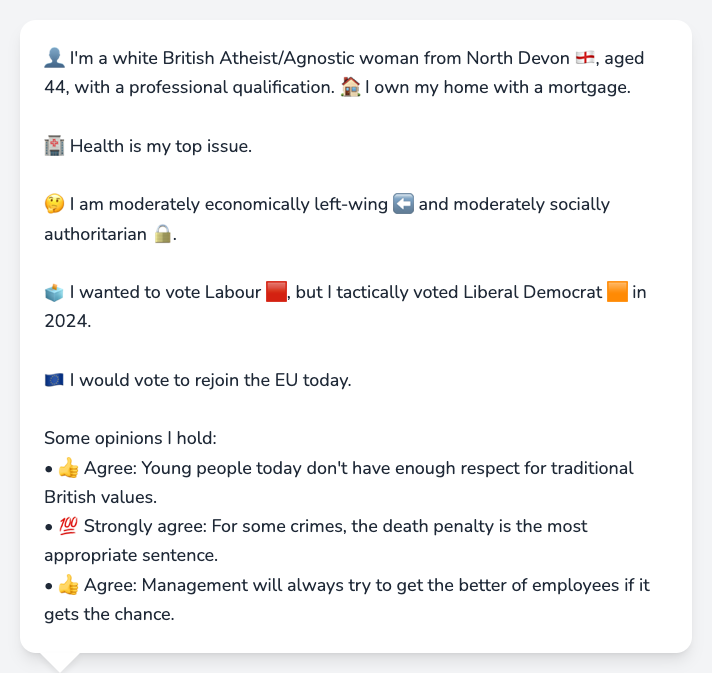 👤 I'm a white British Atheist/Agnostic woman from North Devon 🏴󠁧󠁢󠁥󠁮󠁧󠁿, aged
44, with a professional qualification. 🏠 I own my home with a mortgage.
🏥 Health is my top issue.
🤔 I am moderately economically left-wing ⬅️ and moderately socially
authoritarian 🔒.
🗳️ I wanted to vote Labour 🟥, but I tactically voted Liberal Democrat 🟧 in
2024.
🇪🇺 I would vote to rejoin the EU today.
Some opinions I hold:
• 👍 Agree: Young people today don't have enough respect for traditional
British values.
• 💯 Strongly agree: For some crimes, the death penalty is the most
appropriate sentence.
• 👍 Agree: Management will always try to get the better of employees if it
gets the chance.